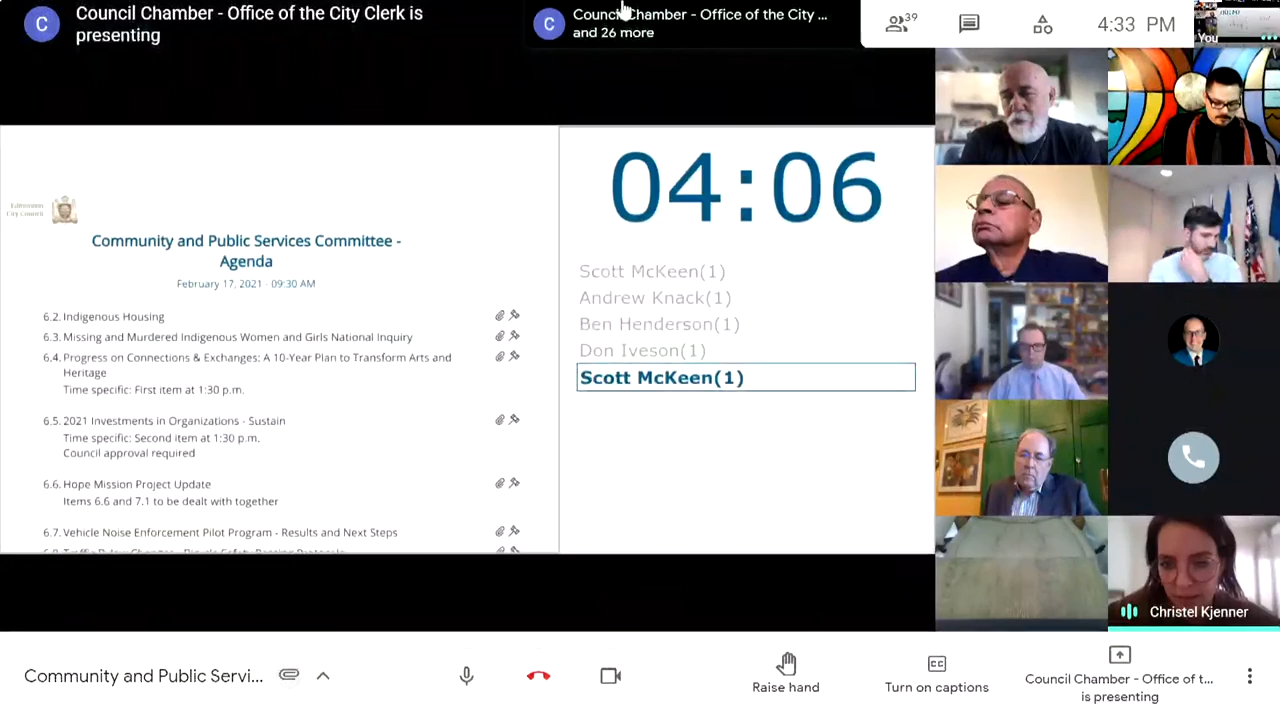 C
Council Chamber - Office of the City Clerk is
presenting
C
Council Chamber - Office of the City ...
and 26 more
39
4:33 PM
You
Edmonton
City Council
Community and Public Services Committee -
Agenda
February 17, 2021 - 09:30 AM
6.2. Indigenous Housing
6.3. Missing and Murdered Indigenous Women and Girls National Inquiry
6.4. Progress on Connections & Exchanges: A 10-Year Plan to Transform Arts and
Heritage
Time specific: First item at 1:30 p.m.
6.5. 2021 Investments in Organizations - Sustain
Time specific: Second item at 1:30 p.m.
Council approval required
6.6. Hope Mission Project Update
Items 6.6 and 7.1 to be dealt with together
6.7. Vehicle Noise Enforcement Pilot Program - Results and Next Steps
04:06
Scott McKeen(1)
Andrew Knack(1)
Ben Henderson(1)
Don Iveson(1)
Scott McKeen(1)
Christel Kjenner
Community and Public Servi...
Raise hand
CC
Turn on captions
Council Chamber - Office of t...
is presenting